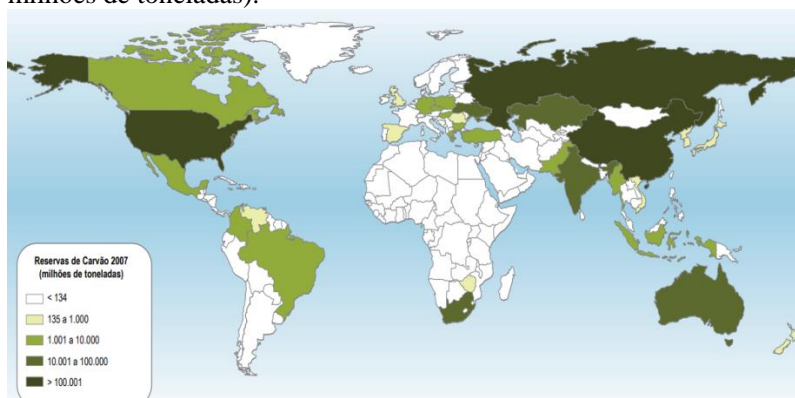 milhões de toneladas).
Reservas de Carvão 2007
(milhões de toneladas)
< 134
135 a 1.000
1.001 a 10.000
10.001 a 100.000
> 100.001